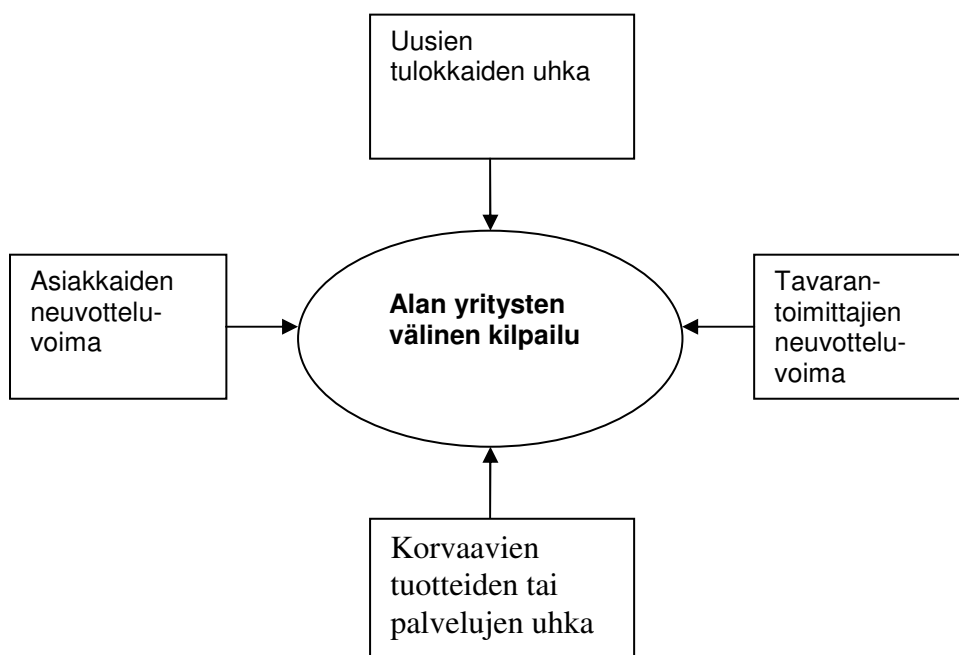 Uusien
tulokkaiden uhka
Asiakkaiden
neuvottelu-
voima
Alan yritysten
välinen kilpailu
Tavaran-
toimittajien
neuvottelu-
voima
Korvaavien
tuotteiden tai
palvelujen uhka